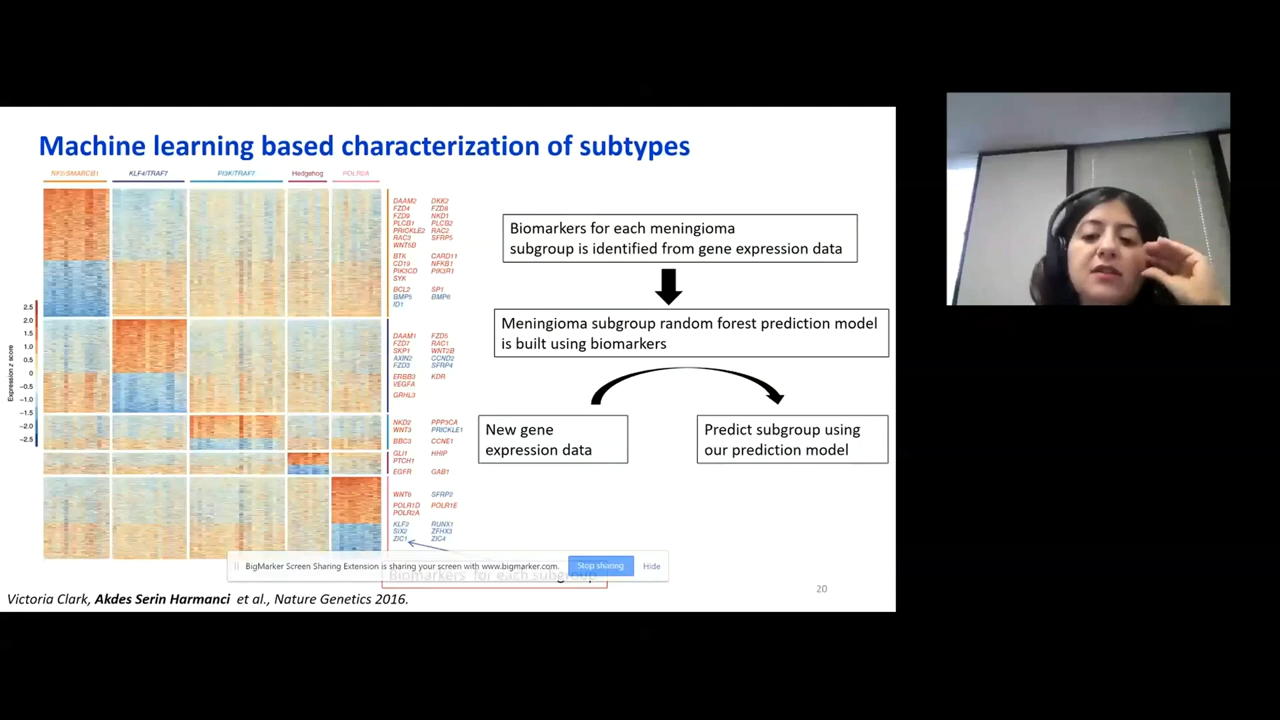 Machine learning based characterization of subtypes
NF2/SMARCB1 KLF4/TRAF7 PI3K/TRAF7 Hedgehog POLR2A
DAAM2 DKK2
FZD4 FZD8
FZD9 NKD1
PLCB1 PLCB2
PRICKLE2 RAC2
RAC3 SFRP5
WNT5B
BTK CARD11
CD19 NFKB1
PIK3CD PIK3R1
SYK
BCL2 SP1
BMP5 BMP6
ID1
DAAM1 FZD5
FZD7 RAC1
SKP1 WNT2B
AXIN2 CCND2
FZD3 SFRP4
ERBB3 KDR
VEGFA
GRHL3
NKD2 PPP3CA
WNT3 PRICKLE1
BBC3 CCNE1
GLI1 HHIP
PTCH1
EGFR GAB1
WNT6 SFRP2
POLR1D POLR1E
POLR2A
KLF2 RUNX1
SIX2 ZFHX3
ZIC1 ZIC4
Expression z score
2.5
2.0
1.5
1.0
0.5
0
−0.5
−1.0
−1.5
−2.0
−2.5
Biomarkers for each meningioma
subgroup is identified from gene expression data
Meningioma subgroup random forest prediction model
is built using biomarkers
New gene
expression data
Predict subgroup using
our prediction model
BigMarker Screen Sharing Extension is sharing your screen with www.bigmarker.com. Stop sharing Hide
Biomarkers for each subgroup
20
Victoria Clark, Akdes Serin Harmanci et al., Nature Genetics 2016.